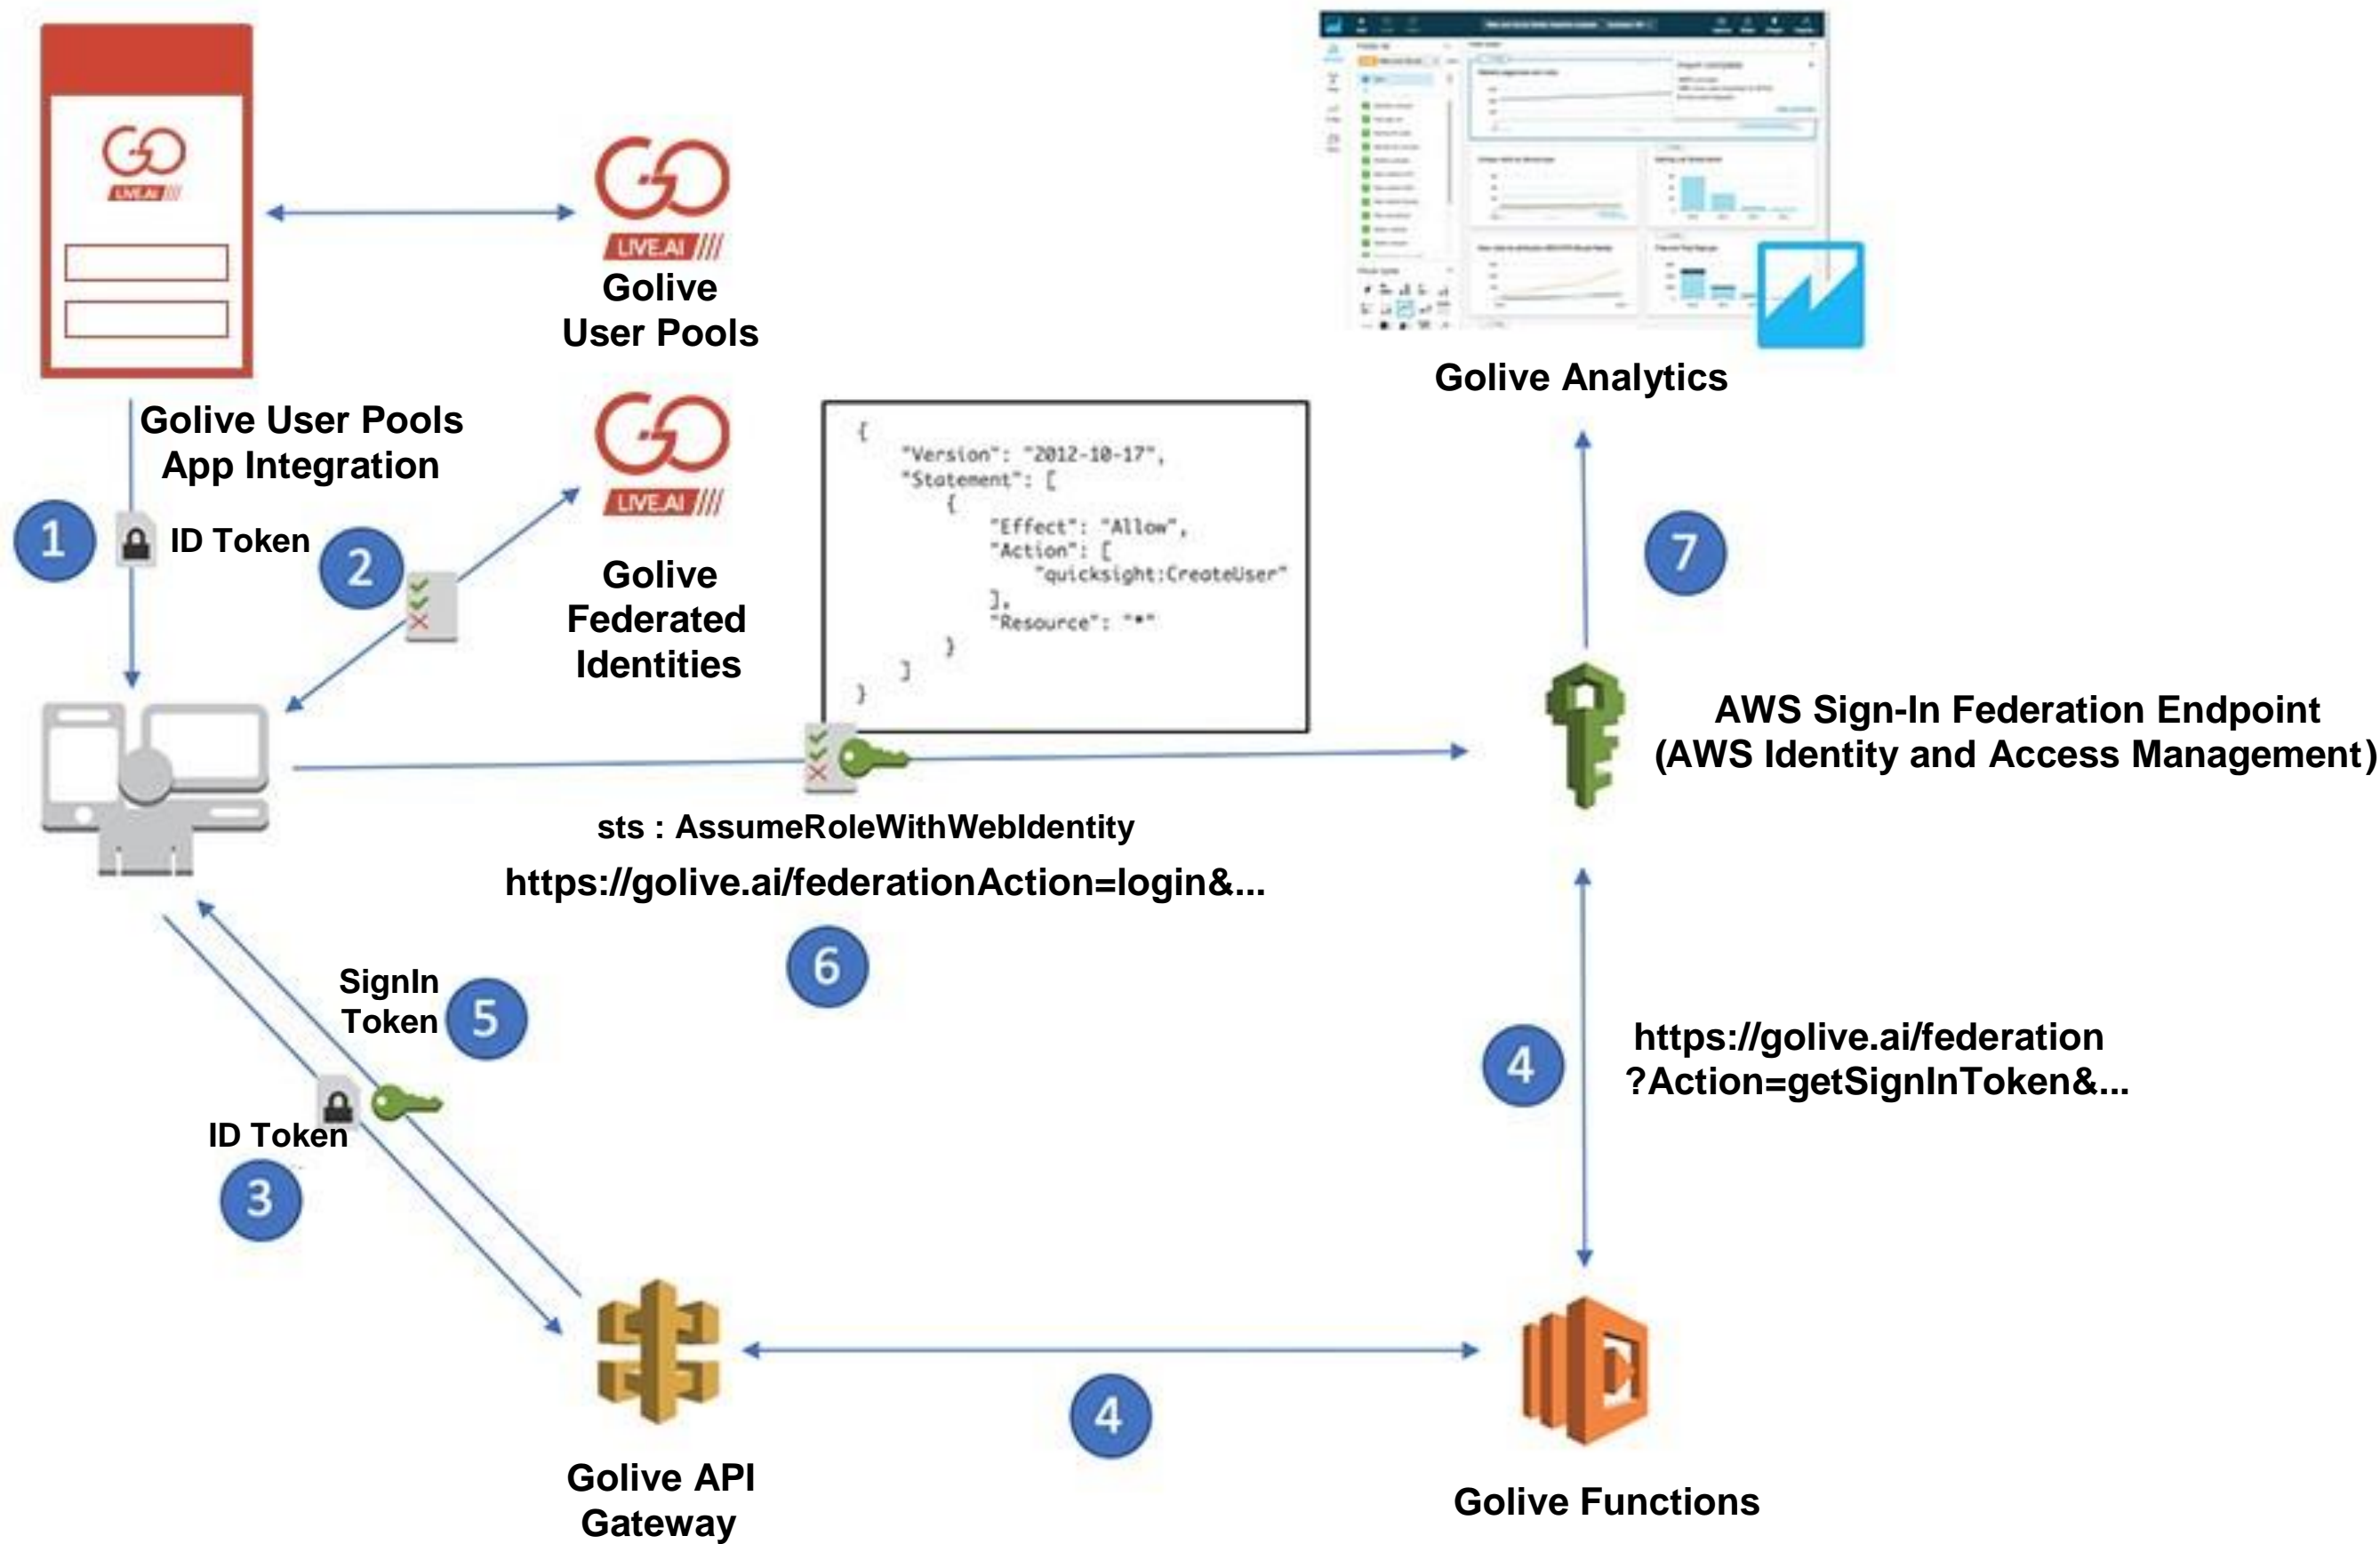 GO
LIVE.AI
GO
LIVE.AI
Golive
User Pools
Golive Analytics
Golive User Pools
App Integration
1
ID Token
2
GO
LIVE.AI
Golive
Federated
Identities
{
"Version": "2012-10-17",
"Statement": [
{
"Effect": "Allow",
"Action": [
"quicksight:CreateUser"
],
"Resource": "*"
}
]
}
7
AWS Sign-In Federation Endpoint
(AWS Identity and Access Management)
sts : AssumeRoleWithWebIdentity
https://golive.ai/federationAction=login&...
6
SignIn
Token
5
4
https://golive.ai/federation
?Action=getSignInToken&...
ID Token
3
4
Golive API
Gateway
Golive Functions